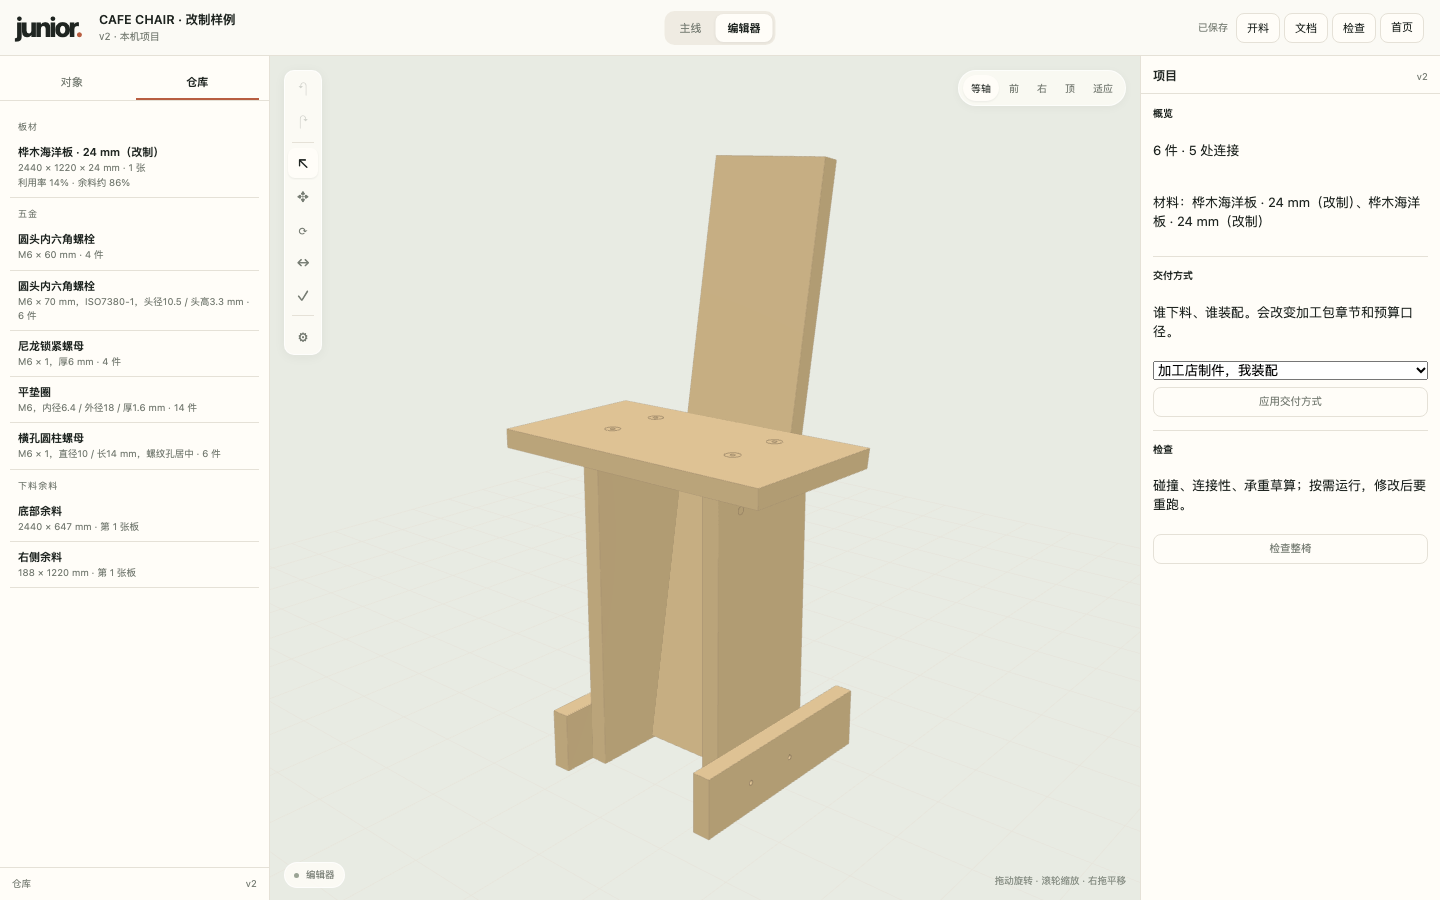 junior.
CAFE CHAIR · 改制样例
v2 · 本机项目
主线
编辑器
已保存
开料
文档
检查
首页
对象
仓库
板材
桦木海洋板 · 24 mm（改制）
2440 × 1220 × 24 mm · 1 张
利用率 14% · 余料约 86%
五金
圆头内六角螺栓
M6 × 60 mm · 4 件
圆头内六角螺栓
M6 × 70 mm，ISO7380-1，头径10.5 / 头高3.3 mm ·
6 件
尼龙锁紧螺母
M6 × 1，厚6 mm · 4 件
平垫圈
M6，内径6.4 / 外径18 / 厚1.6 mm · 14 件
横孔圆柱螺母
M6 × 1，直径10 / 长14 mm，螺纹孔居中 · 6 件
下料余料
底部余料
2440 × 647 mm · 第 1 张板
右侧余料
188 × 1220 mm · 第 1 张板
仓库
v2
等轴
前
右
顶
适应
编辑器
拖动旋转 · 滚轮缩放 · 右拖平移
项目
v2
概览
6 件 · 5 处连接
材料：桦木海洋板 · 24 mm（改制）、桦木海洋
板 · 24 mm（改制）
交付方式
谁下料、谁装配。会改变加工包章节和预算口
径。
加工店制件，我装配
应用交付方式
检查
碰撞、连接性、承重草算；按需运行，修改后要
重跑。
检查整椅